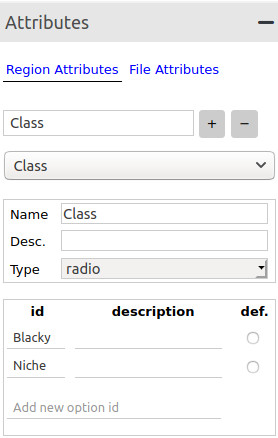 Attributes —
Region Attributes File Attributes
Class + −
Class
Name Class
Desc.
Type radio
id description def.
Blacky
Niche
Add new option id